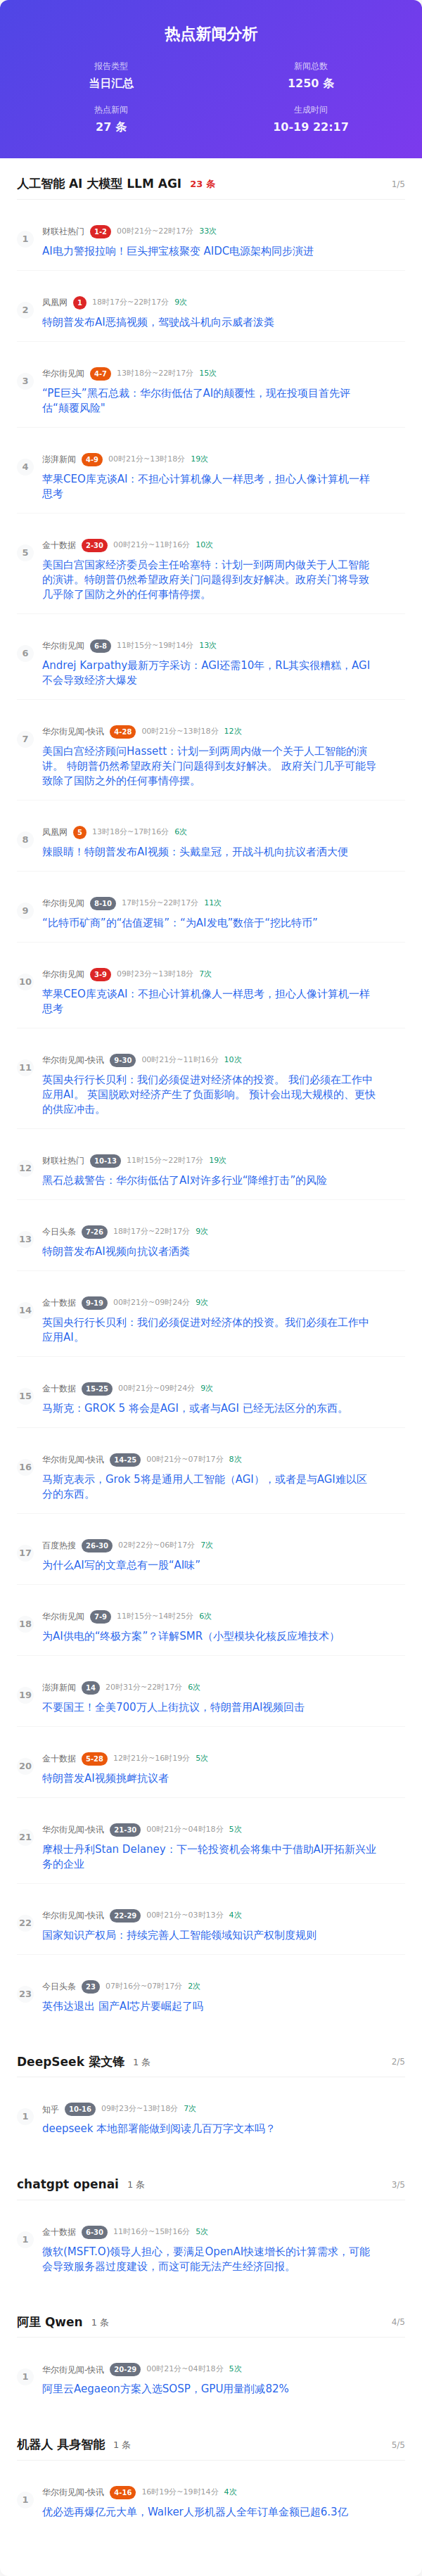 热点新闻分析
报告类型
新闻总数
当日汇总
1250 条
热点新闻
生成时间
27 条
10-19 22:17
人工智能 AI 大模型 LLM AGI 23 条 1/5
1
财联社热门 1-2 00时21分~22时17分 33次
AI电力警报拉响！巨头押宝核聚变 AIDC电源架构同步演进
2
凤凰网 1 18时17分~22时17分 9次
特朗普发布AI恶搞视频，驾驶战斗机向示威者泼粪
3
华尔街见闻 4-7 13时18分~22时17分 15次
“PE巨头”黑石总裁：华尔街低估了AI的颠覆性，现在投项目首先评
估“颠覆风险"
4
澎湃新闻 4-9 00时21分~13时18分 19次
苹果CEO库克谈AI：不担心计算机像人一样思考，担心人像计算机一样
思考
5
金十数据 2-30 00时21分~11时16分 10次
美国白宫国家经济委员会主任哈塞特：计划一到两周内做关于人工智能
的演讲。特朗普仍然希望政府关门问题得到友好解决。政府关门将导致
几乎除了国防之外的任何事情停摆。
6
华尔街见闻 6-8 11时15分~19时14分 13次
Andrej Karpathy最新万字采访：AGI还需10年，RL其实很糟糕，AGI
不会导致经济大爆发
7
华尔街见闻-快讯 4-28 00时21分~13时18分 12次
美国白宫经济顾问Hassett：计划一到两周内做一个关于人工智能的演
讲。 特朗普仍然希望政府关门问题得到友好解决。 政府关门几乎可能导
致除了国防之外的任何事情停摆。
8
凤凰网 5 13时18分~17时16分 6次
辣眼睛！特朗普发布AI视频：头戴皇冠，开战斗机向抗议者洒大便
9
华尔街见闻 8-10 17时15分~22时17分 11次
“比特币矿商”的“估值逻辑”：“为AI发电”数倍于“挖比特币”
10
华尔街见闻 3-9 09时23分~13时18分 7次
苹果CEO库克谈AI：不担心计算机像人一样思考，担心人像计算机一样
思考
11
华尔街见闻-快讯 9-30 00时21分~11时16分 10次
英国央行行长贝利：我们必须促进对经济体的投资。 我们必须在工作中
应用AI。 英国脱欧对经济产生了负面影响。 预计会出现大规模的、更快
的供应冲击。
12
财联社热门 10-13 11时15分~22时17分 19次
黑石总裁警告：华尔街低估了AI对许多行业“降维打击”的风险
13
今日头条 7-26 18时17分~22时17分 9次
特朗普发布AI视频向抗议者洒粪
14
金十数据 9-19 00时21分~09时24分 9次
英国央行行长贝利：我们必须促进对经济体的投资。我们必须在工作中
应用AI。
15
金十数据 15-25 00时21分~09时24分 9次
马斯克：GROK 5 将会是AGI，或者与AGI 已经无法区分的东西。
16
华尔街见闻-快讯 14-25 00时21分~07时17分 8次
马斯克表示，Grok 5将是通用人工智能（AGI），或者是与AGI难以区
分的东西。
17
百度热搜 26-30 02时22分~06时17分 7次
为什么AI写的文章总有一股“AI味”
18
华尔街见闻 7-9 11时15分~14时25分 6次
为AI供电的“终极方案”？详解SMR（小型模块化核反应堆技术）
19
澎湃新闻 14 20时31分~22时17分 6次
不要国王！全美700万人上街抗议，特朗普用AI视频回击
20
金十数据 5-28 12时21分~16时19分 5次
特朗普发AI视频挑衅抗议者
21
华尔街见闻-快讯 21-30 00时21分~04时18分 5次
摩根士丹利Stan Delaney：下一轮投资机会将集中于借助AI开拓新兴业
务的企业
22
华尔街见闻-快讯 22-29 00时21分~03时13分 4次
国家知识产权局：持续完善人工智能领域知识产权制度规则
23
今日头条 23 07时16分~07时17分 2次
英伟达退出 国产AI芯片要崛起了吗
DeepSeek 梁文锋 1 条 2/5
1
知乎 10-16 09时23分~13时18分 7次
deepseek 本地部署能做到阅读几百万字文本吗？
chatgpt openai 1 条 3/5
1
金十数据 6-30 11时16分~15时16分 5次
微软(MSFT.O)领导人担心，要满足OpenAI快速增长的计算需求，可能
会导致服务器过度建设，而这可能无法产生经济回报。
阿里 Qwen 1 条 4/5
1
华尔街见闻-快讯 20-29 00时21分~04时18分 5次
阿里云Aegaeon方案入选SOSP，GPU用量削减82%
机器人 具身智能 1 条 5/5
1
华尔街见闻-快讯 4-16 16时19分~19时14分 4次
优必选再爆亿元大单，Walker人形机器人全年订单金额已超6.3亿